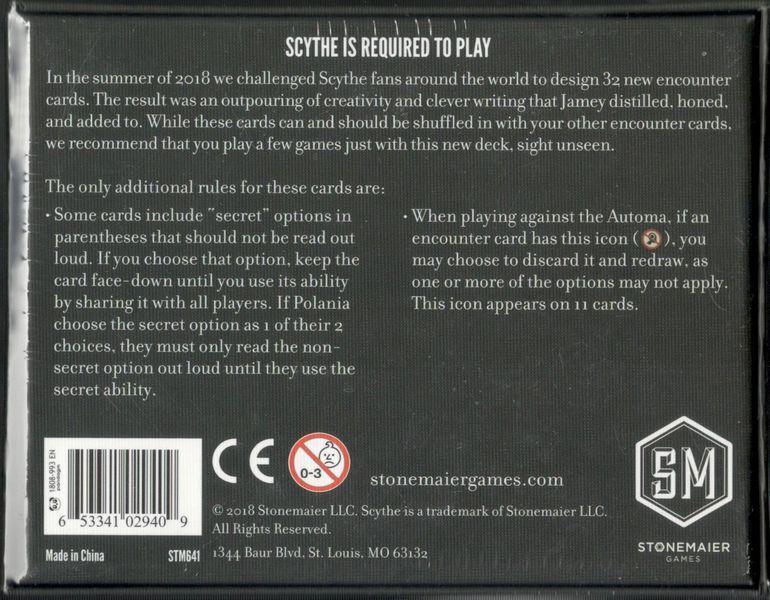 SCYTHE IS REQUIRED TO PLAY
In the summer of 2018 we challenged Scythe fans around the world to design 32 new encounter
cards. The result was an outpouring of creativity and clever writing that Jamey distilled, honed,
and added to. While these cards can and should be shuffled in with your other encounter cards,
we recommend that you play a few games just with this new deck, sight unseen.
The only additional rules for these cards are:
• Some cards include "secret" options in
parentheses that should not be read out
loud. If you choose that option, keep the
card face-down until you use its ability
by sharing it with all players. If Polania
choose the secret option as 1 of their 2
choices, they must only read the non-
secret option out loud until they use the
secret ability.
• When playing against the Automa, if an
encounter card has this icon ( ), you
may choose to discard it and redraw, as
one or more of the options may not apply.
This icon appears on 11 cards.
1808-993 EN
6 53341 02940 9
Made in China
STM641
CE
0-3
stonemaiergames.com
© 2018 Stonemaier LLC. Scythe is a trademark of Stonemaier LLC.
All Rights Reserved.
1344 Baur Blvd, St. Louis, MO 63132
SM
STONEMAIER
GAMES